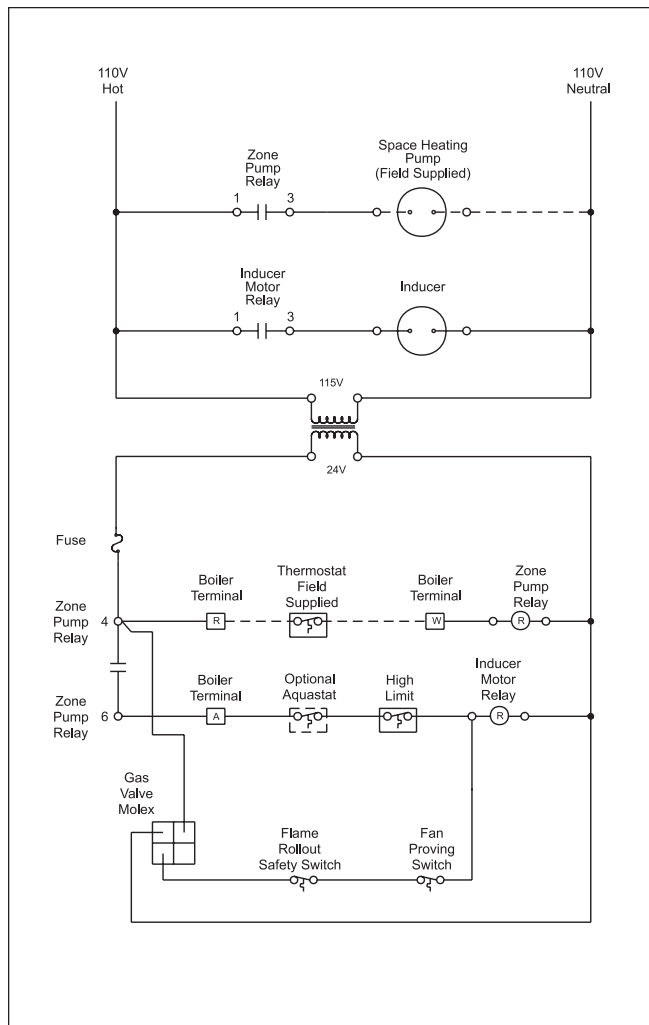 110V
Hot
110V
Neutral
Zone
Pump
Relay
1
3
Space Heating
Pump
(Field Supplied)
Inducer
Motor
Relay
1
3
Inducer
115V
24V
Fuse
Zone
Pump
Relay
4
Boiler
Terminal
R
Thermostat
Field
Supplied
Boiler
Terminal
W
Zone
Pump
Relay
R
Zone
Pump
Relay
6
Boiler
Terminal
A
Optional
Aquastat
High
Limit
Inducer
Motor
Relay
R
Gas
Valve
Molex
Flame
Rollout
Safety Switch
Fan
Proving
Switch